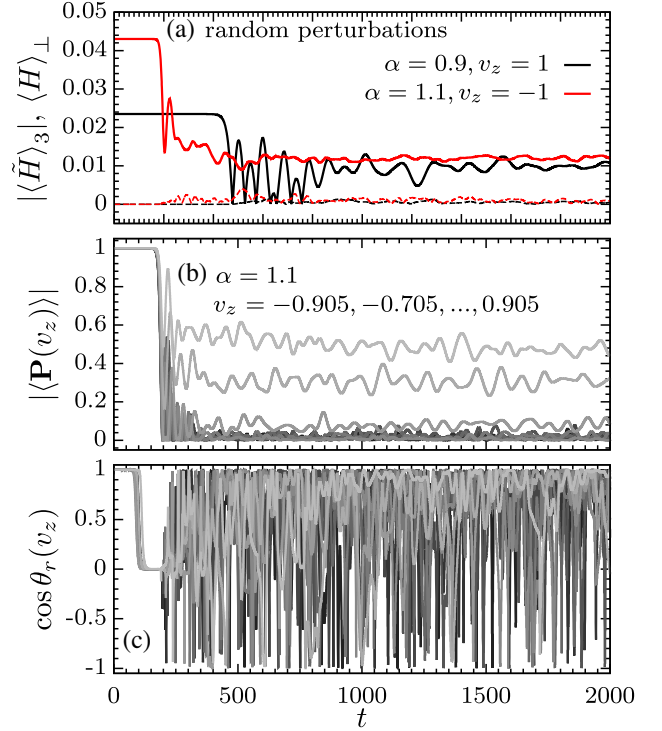 (a) random perturbations
α = 0.9, v_z = 1
α = 1.1, v_z = −1
|⟨H̃⟩₃|, ⟨H⟩_⊥
0.05
0.04
0.03
0.02
0.01
0
(b) α = 1.1
v_z = −0.905, −0.705, ..., 0.905
|⟨P(v_z)⟩|
1
0.8
0.6
0.4
0.2
0
cos θ_r(v_z)
1
0.5
0
-0.5
-1
(c)
0 500 1000 1500 2000
t